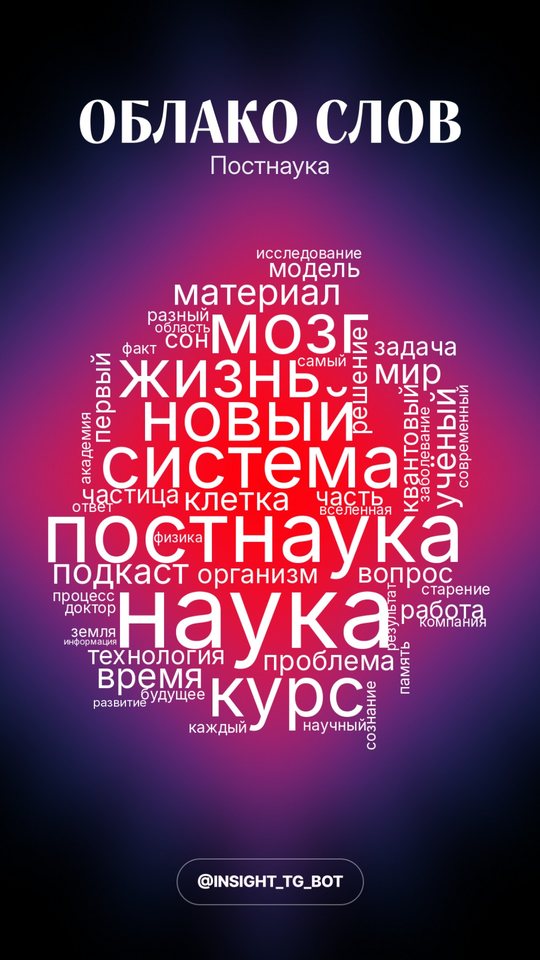 ОБЛАКО СЛОВ
Постнаука
исследование
модель
материал
разный
область
мозг
сон
факт
самый
задача
первый
жизнь
решение
мир
новый
академия
система
квантовый
заболевание
учёный
современный
частица
клетка
часть
ответ
вселенная
постнаука
физика
подкаст
организм
вопрос
процесс
доктор
старение
наука
результат
работа
компания
земля
информация
технология
проблема
память
время
будущее
курс
развитие
каждый
научный
сознание
@INSIGHT_TG_BOT